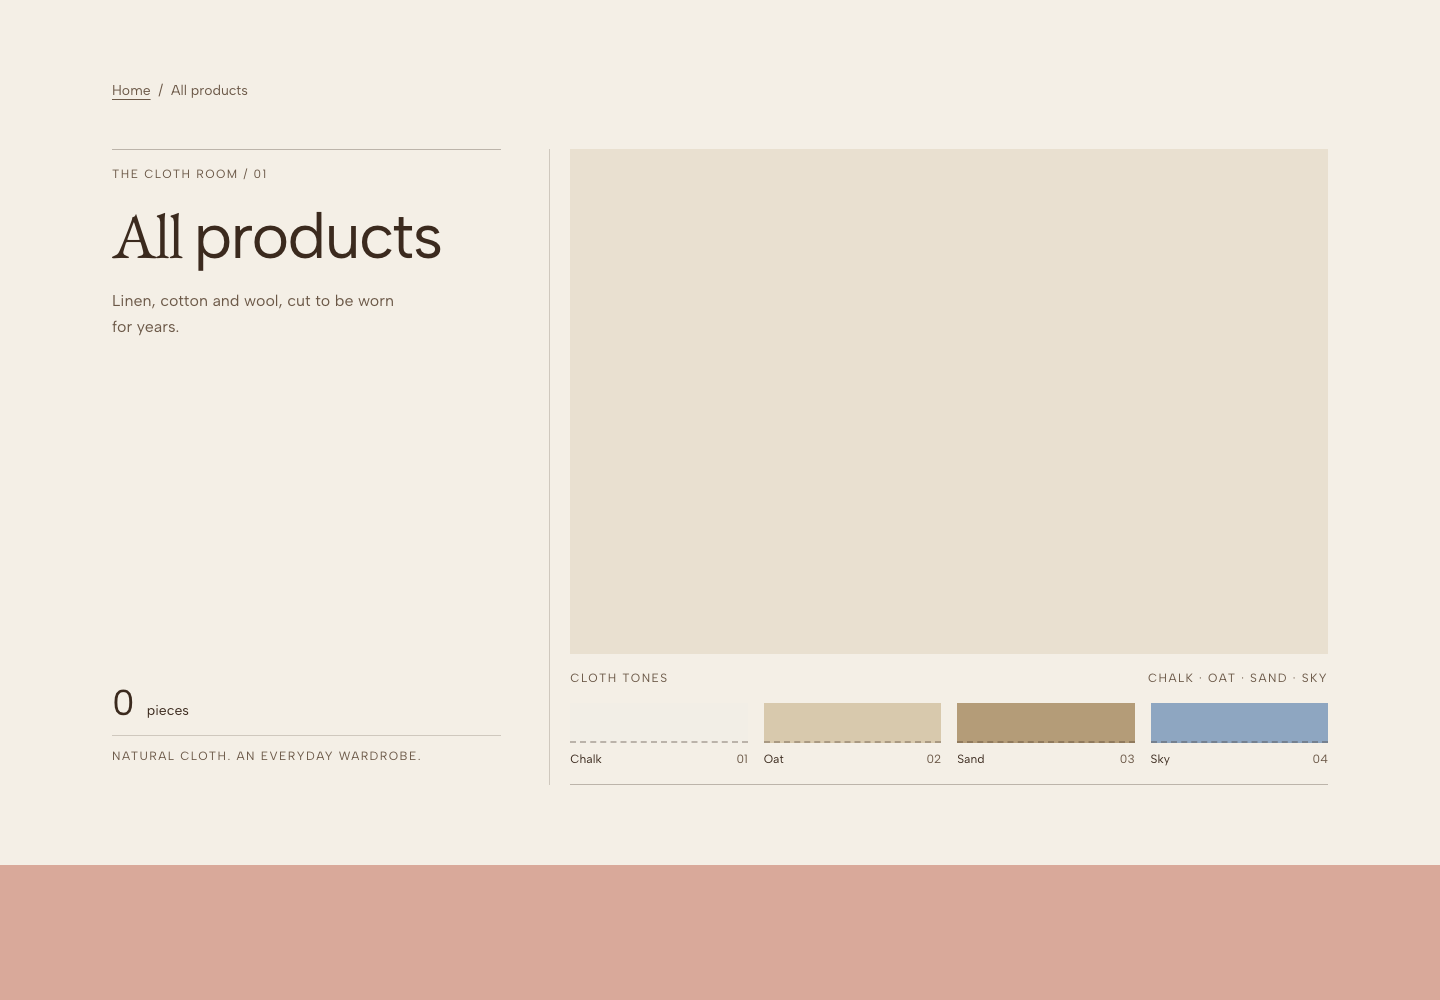 Home / All products
THE CLOTH ROOM / 01
All products
Linen, cotton and wool, cut to be worn
for years.
0 pieces
NATURAL CLOTH. AN EVERYDAY WARDROBE.
CLOTH TONES
CHALK · OAT · SAND · SKY
Chalk 01
Oat 02
Sand 03
Sky 04